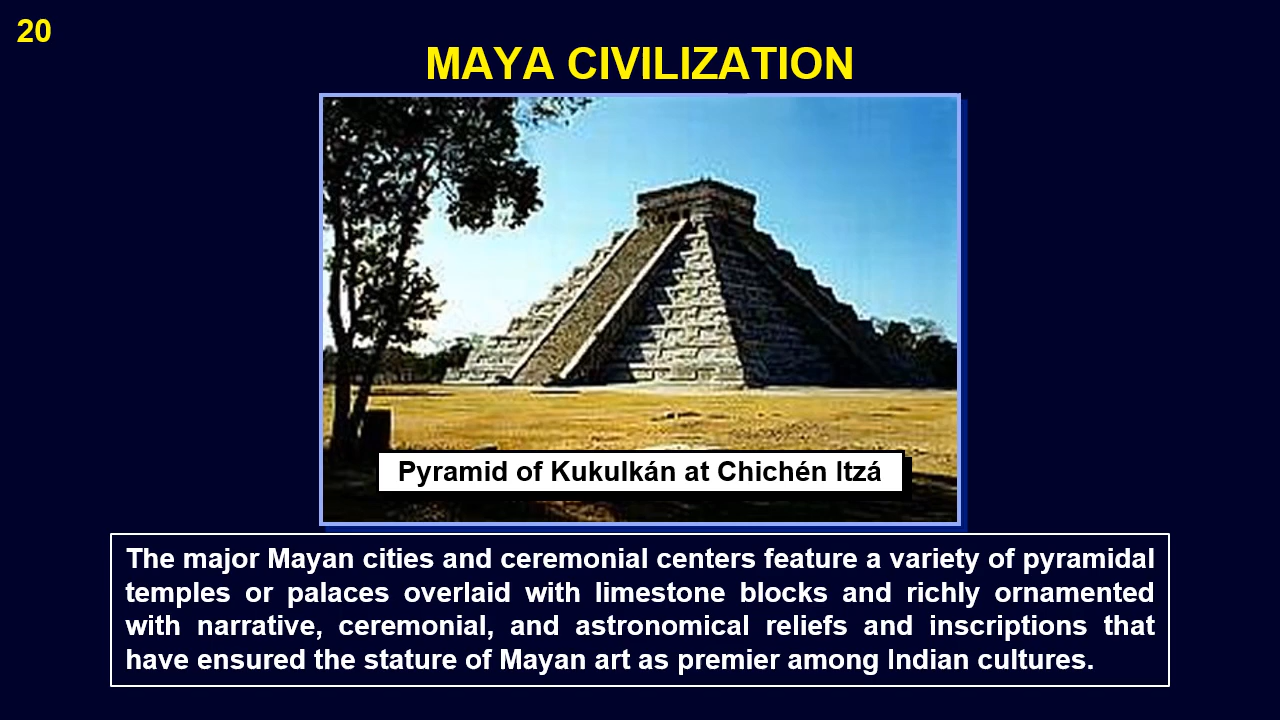 20
MAYA CIVILIZATION
Pyramid of Kukulkán at Chichén Itzá
The major Mayan cities and ceremonial centers feature a variety of pyramidal
temples or palaces overlaid with limestone blocks and richly ornamented
with narrative, ceremonial, and astronomical reliefs and inscriptions that
have ensured the stature of Mayan art as premier among Indian cultures.